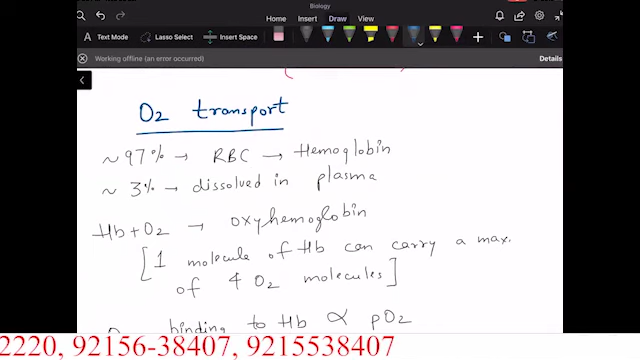 Biology
Home Insert Draw View
Text Mode Lasso Select Insert Space
Working offline (an error occurred) Details
O2 transport
~ 97% → RBC → Hemoglobin
~ 3% → dissolved in plasma
Hb + O2 → oxyhemoglobin
[1 molecule of Hb can carry a max.
of 4 O2 molecules]
binding to Hb ∝ pO2
2220, 92156-38407, 9215538407